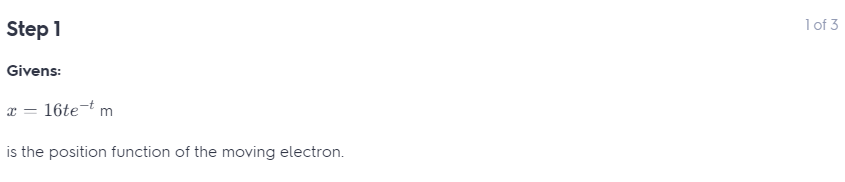 Step 1
1 of 3
Givens:
x = 16te^{-t} m
is the position function of the moving electron.